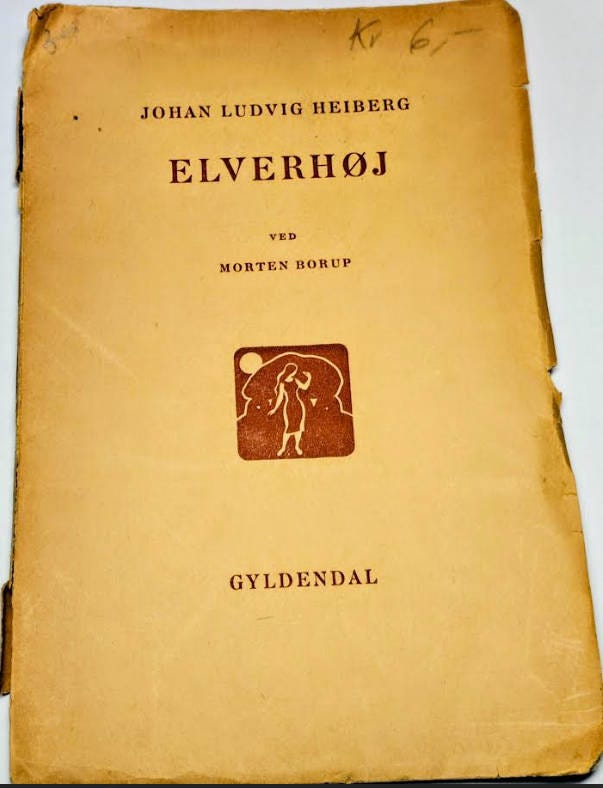 Kr 6,-
JOHAN LUDVIG HEIBERG
ELVERHØJ
VED
MORTEN BORUP
GYLDENDAL